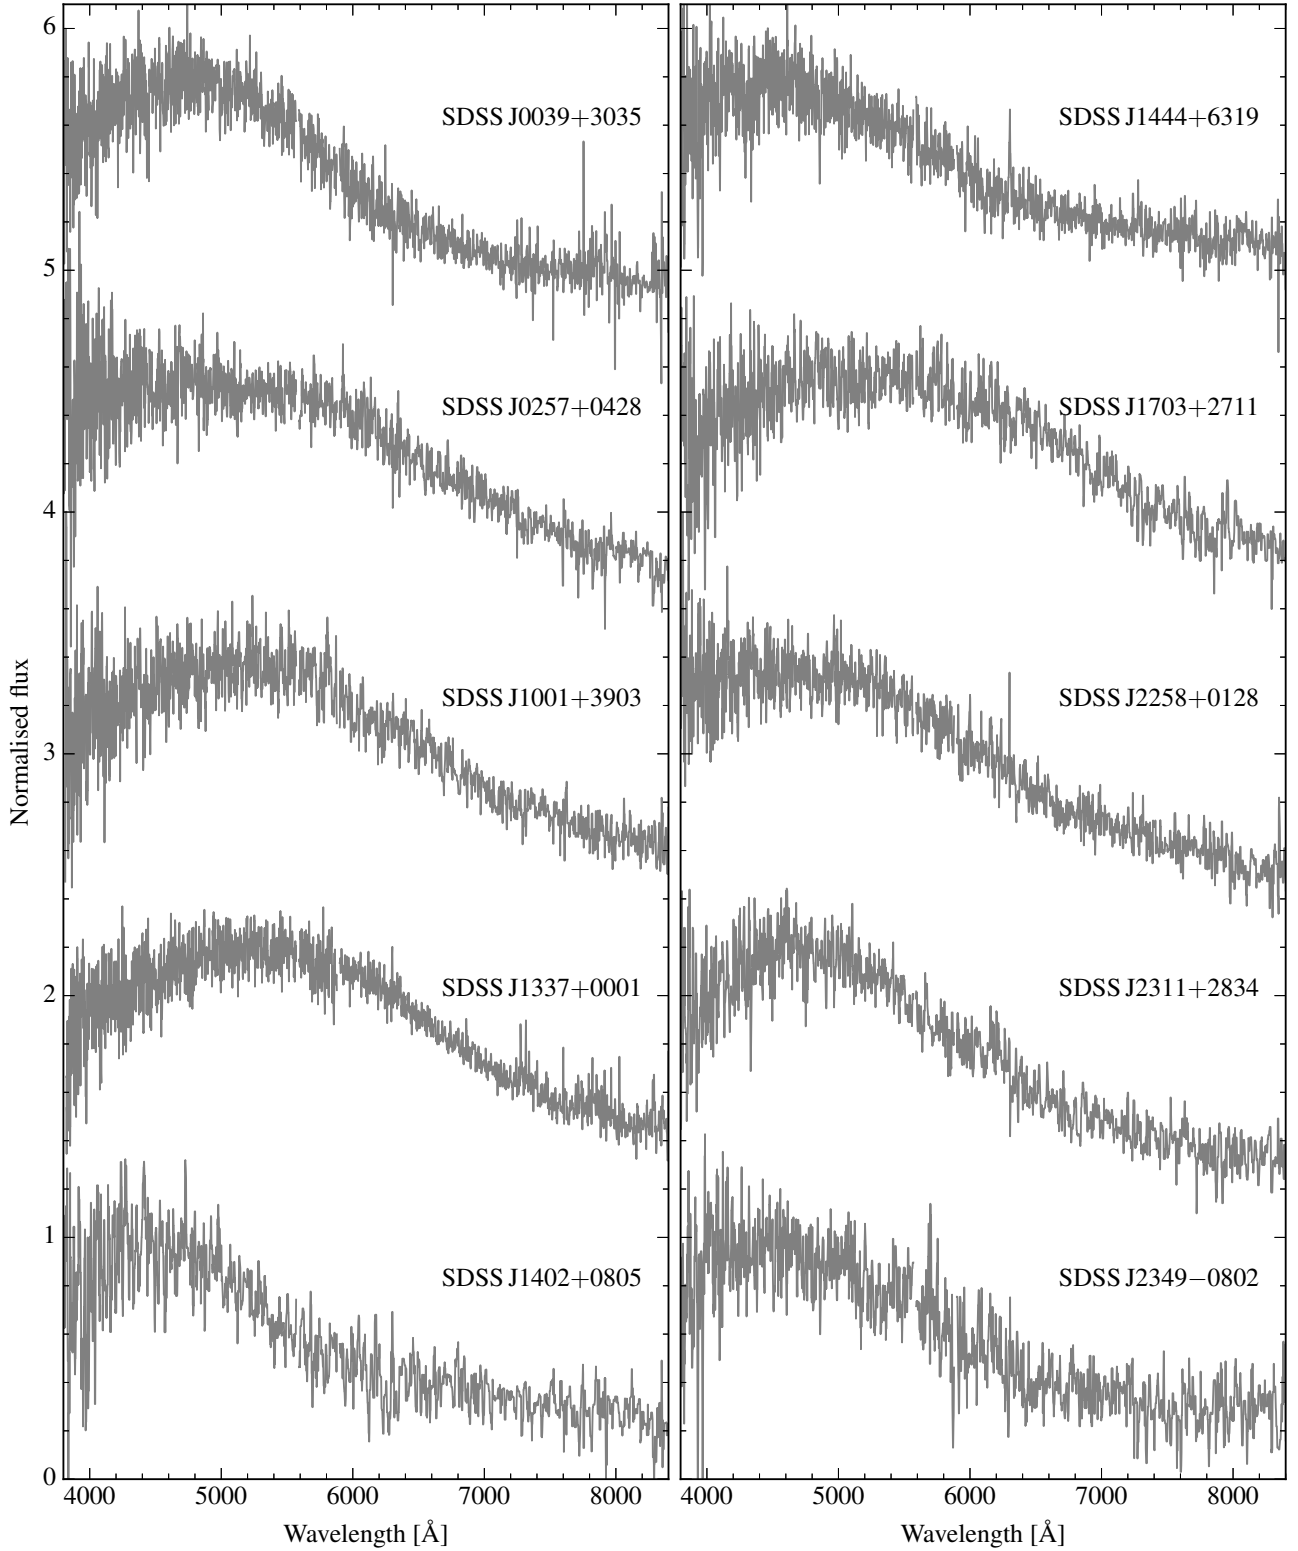 6
5
4
3
2
1
0
Normalised flux
SDSS J0039+3035
SDSS J0257+0428
SDSS J1001+3903
SDSS J1337+0001
SDSS J1402+0805
4000 5000 6000 7000 8000
Wavelength [Å]
SDSS J1444+6319
SDSS J1703+2711
SDSS J2258+0128
SDSS J2311+2834
SDSS J2349−0802
4000 5000 6000 7000 8000
Wavelength [Å]